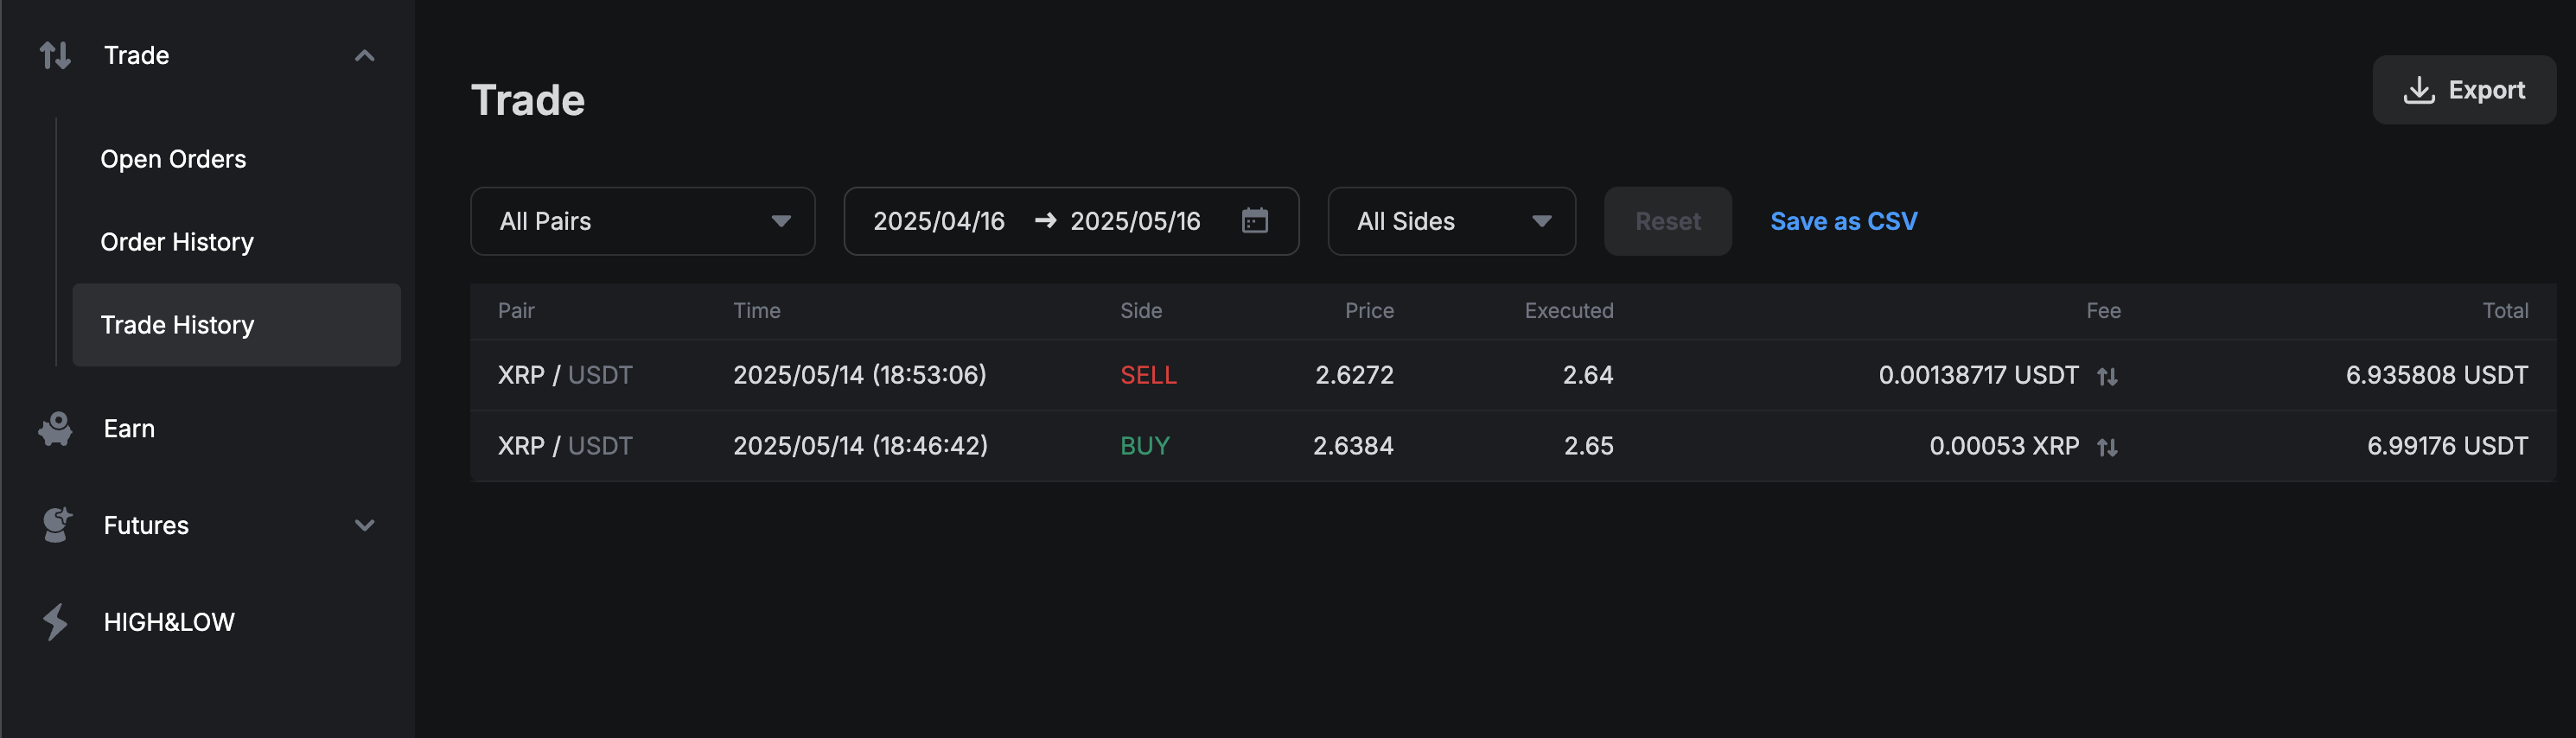 Trade
Open Orders
Order History
Trade History
Earn
Futures
HIGH&LOW
Trade
Export
All Pairs 2025/04/16 → 2025/05/16 All Sides Reset Save as CSV
Pair Time Side Price Executed Fee Total
XRP / USDT 2025/05/14 (18:53:06) SELL 2.6272 2.64 0.00138717 USDT 6.935808 USDT
XRP / USDT 2025/05/14 (18:46:42) BUY 2.6384 2.65 0.00053 XRP 6.99176 USDT